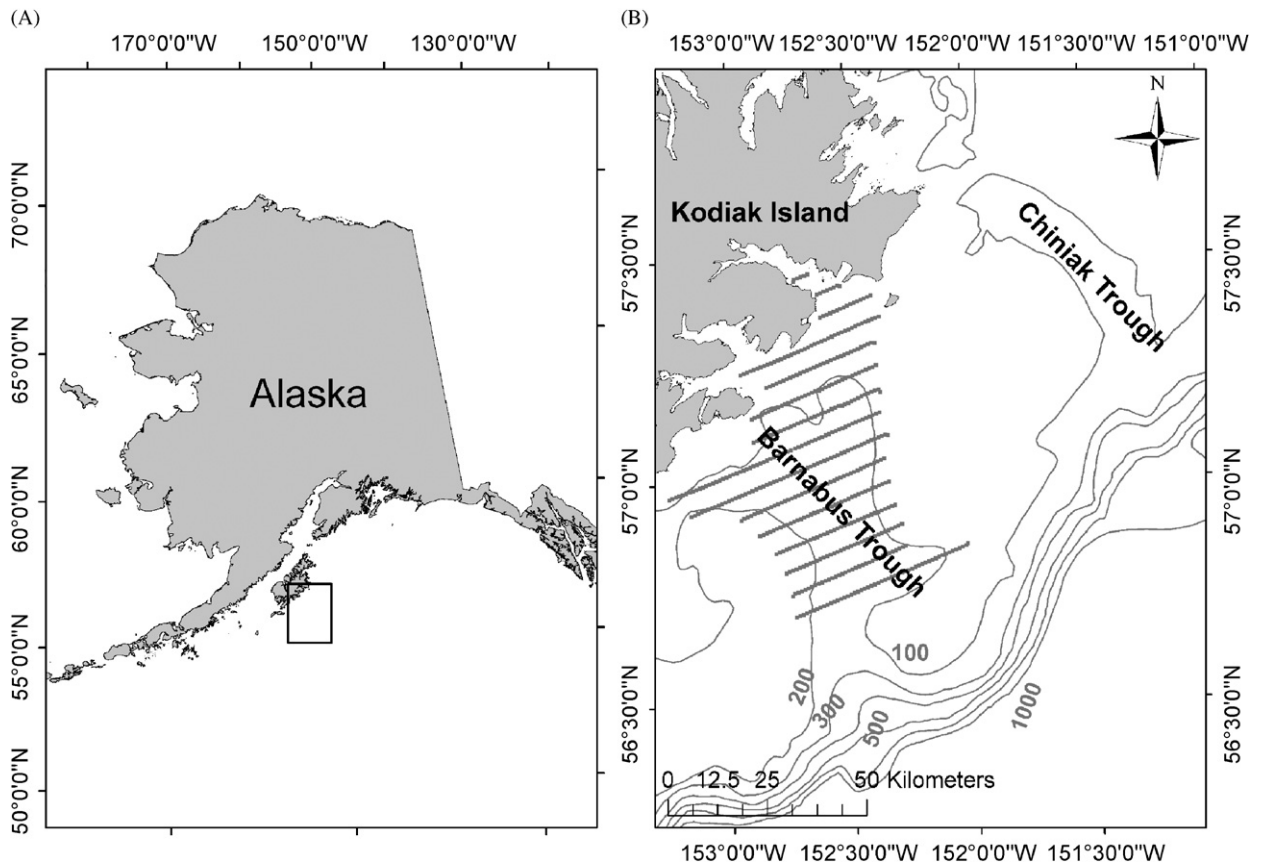 (A)
170°0'0"W 150°0'0"W 130°0'0"W
70°0'0"N
65°0'0"N
60°0'0"N
55°0'0"N
50°0'0"N
Alaska
(B)
153°0'0"W 152°30'0"W 152°0'0"W 151°30'0"W 151°0'0"W
N
Kodiak Island
Chiniak Trough
Barnabus Trough
57°30'0"N
57°0'0"N
56°30'0"N
57°30'0"N
57°0'0"N
56°30'0"N
100
200
300
500
1000
0 12.5 25 50 Kilometers
153°0'0"W 152°30'0"W 152°0'0"W 151°30'0"W